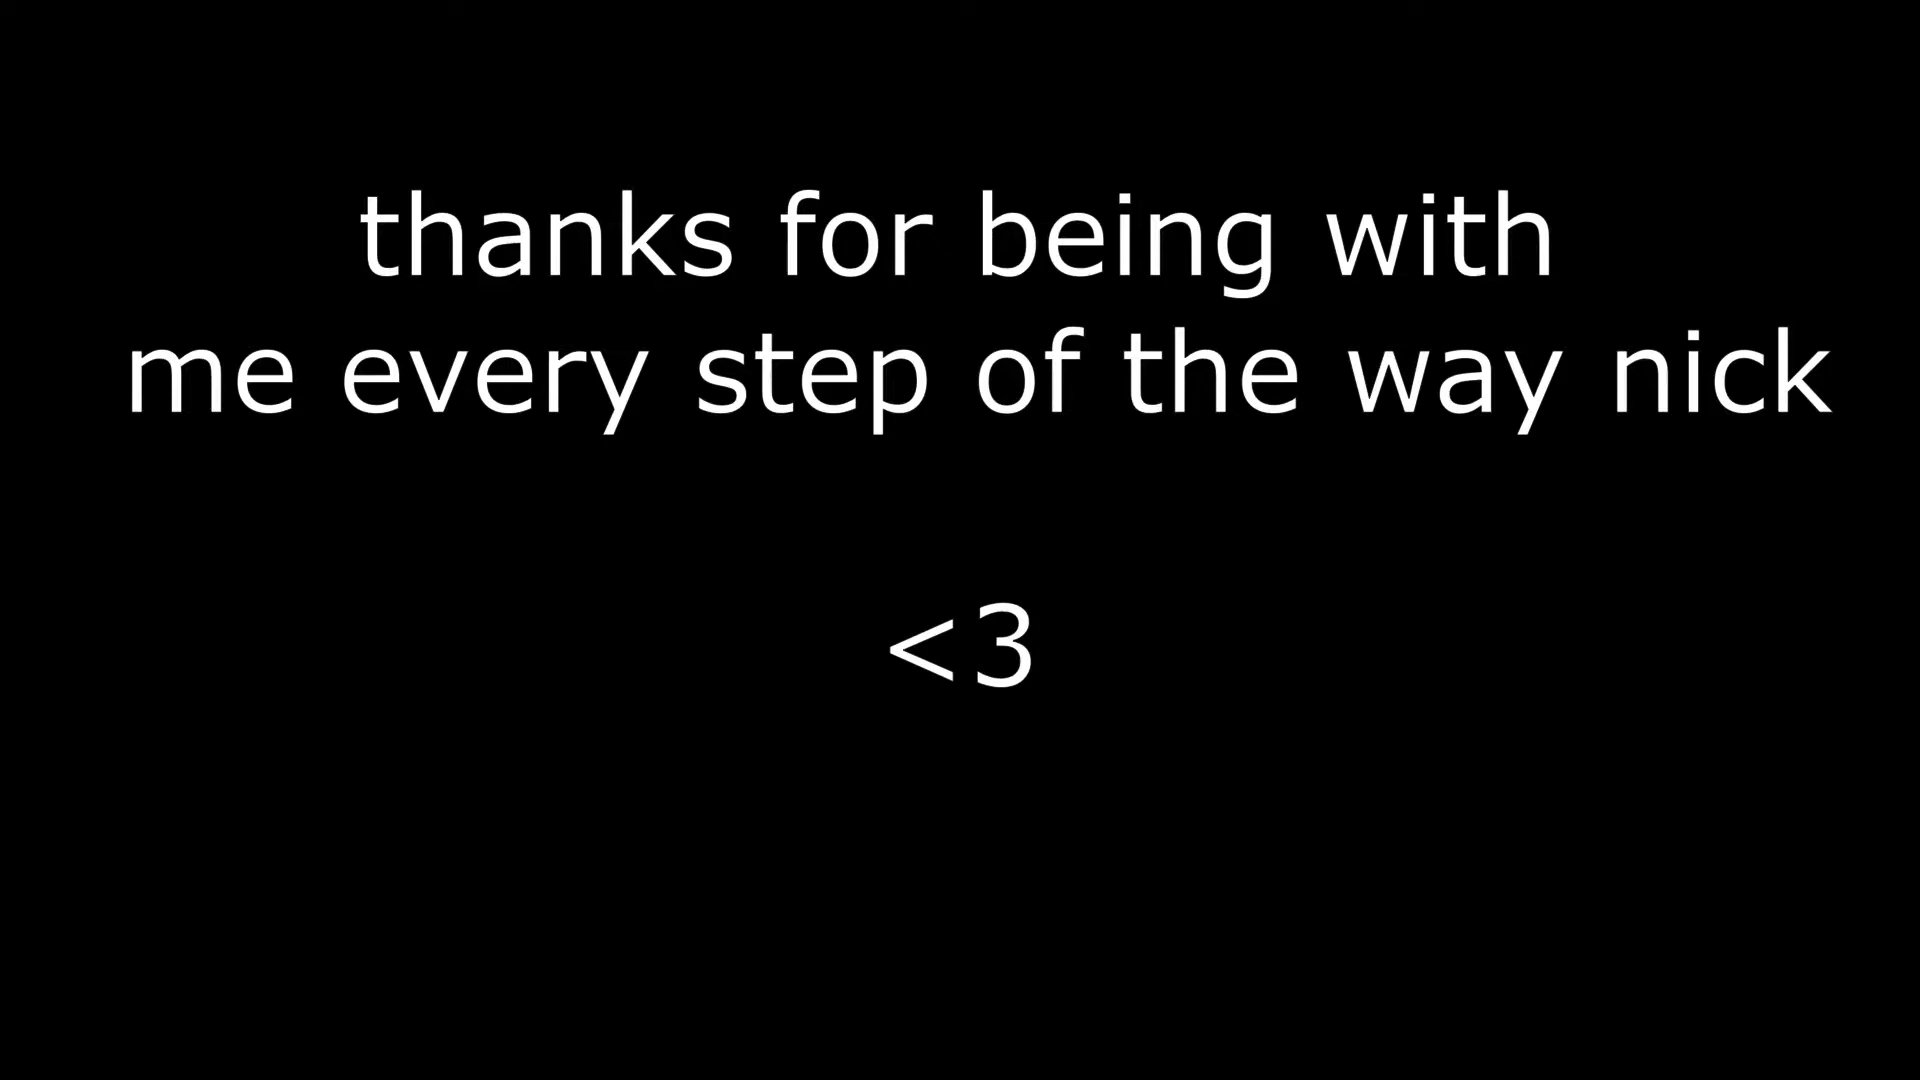 thanks for being with
me every step of the way nick
<3